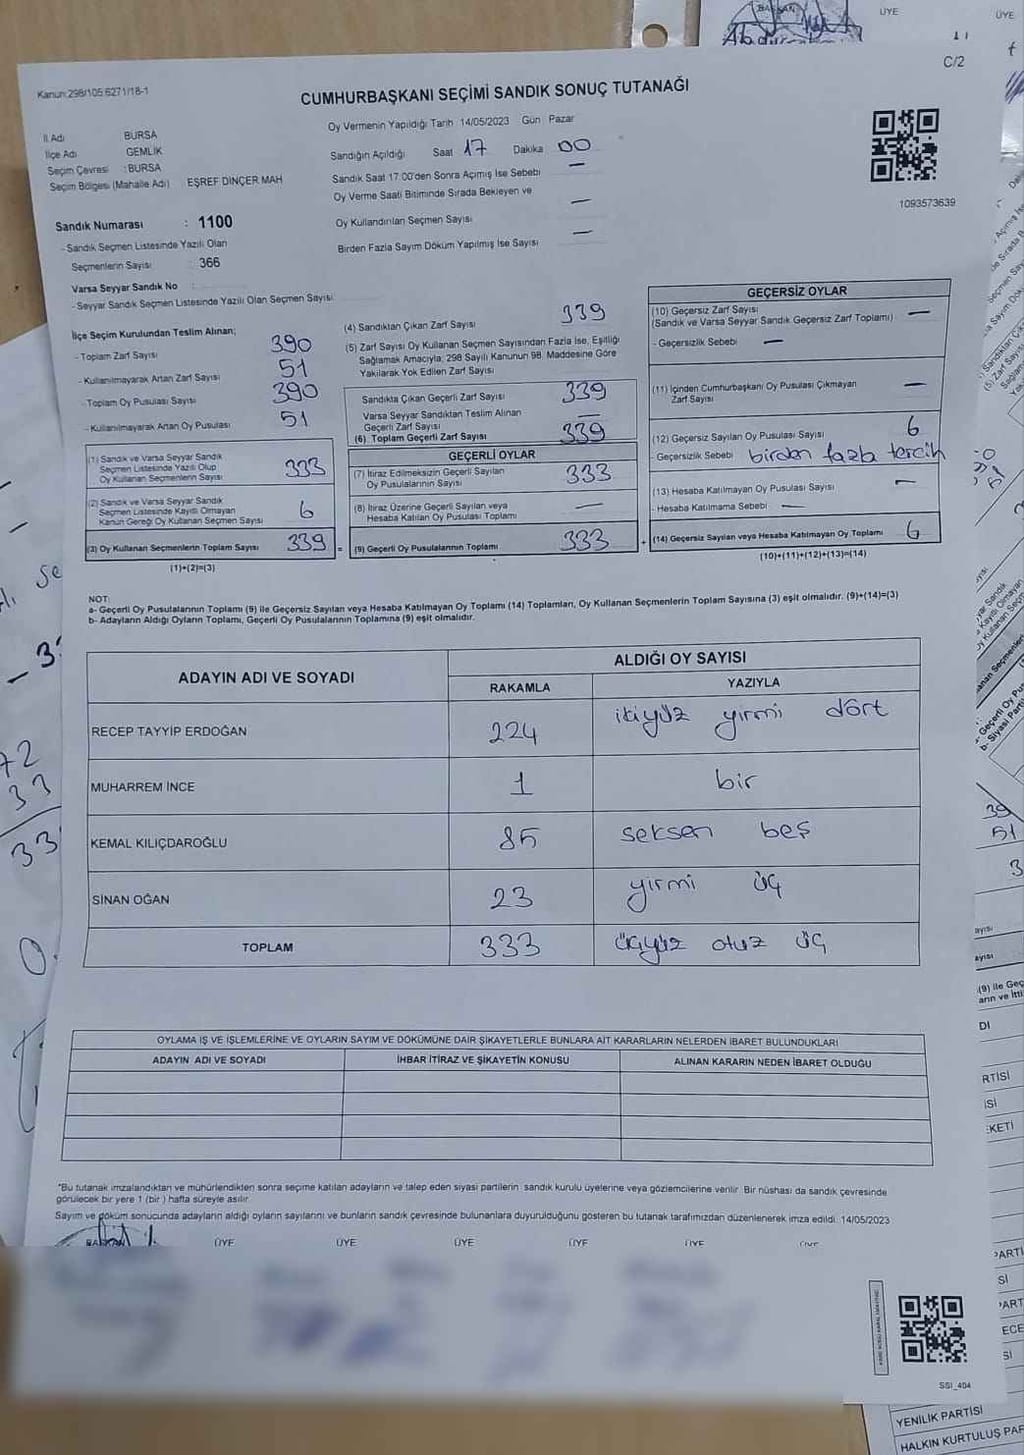 BAŞKAN
ÜYE
ÜYE
C/2
Kanun:298/105:6271/18-1
CUMHURBAŞKANI SEÇİMİ SANDIK SONUÇ TUTANAĞI
Oy Vermenin Yapıldığı Tarih 14/05/2023 Gün Pazar
İl Adı BURSA
İlçe Adı GEMLİK
Seçim Çevresi : BURSA
Seçim Bölgesi (Mahalle Adı) EŞREF DİNÇER MAH
Sandığın Açıldığı Saat 17 Dakika 00
Sandık Saat 17:00'den Sonra Açımış İse Sebebi —
Oy Verme Saati Bitiminde Sırada Bekleyen ve
Oy Kullandırılan Seçmen Sayısı —
Birden Fazla Sayım Döküm Yapılmış İse Sayısı —
1093573639
Sandık Numarası : 1100
- Sandık Seçmen Listesinde Yazılı Olan
Seçmenlerin Sayısı 366
Varsa Seyyar Sandık No :
- Seyyar Sandık Seçmen Listesinde Yazılı Olan Seçmen Sayısı
İlçe Seçim Kurulundan Teslim Alınan;
- Toplam Zarf Sayısı 390
- Kullanılmayarak Artan Zarf Sayısı 51
- Toplam Oy Pusulası Sayısı 390
- Kullanılmayarak Artan Oy Pusulası 51
(1) Sandık ve Varsa Seyyar Sandık
Seçmen Listesinde Yazılı Olup
Oy Kullanan Seçmenlerin Sayısı 333
(2) Sandık ve Varsa Seyyar Sandık
Seçmen Listesinde Kayıtlı Olmayan
Kanun Gereği Oy Kullanan Seçmen Sayısı 6
(3) Oy Kullanan Seçmenlerin Toplam Sayısı 339
(1)+(2)=(3)
(4) Sandıktan Çıkan Zarf Sayısı 339
(5) Zarf Sayısı Oy Kullanan Seçmen Sayısından Fazla İse, Eşitliği
Sağlamak Amacıyla; 298 Sayılı Kanunun 98. Maddesine Göre
Yakılarak Yok Edilen Zarf Sayısı
Sandıkta Çıkan Geçerli Zarf Sayısı 339
Varsa Seyyar Sandıktan Teslim Alınan
Geçerli Zarf Sayısı —
(6) Toplam Geçerli Zarf Sayısı 339
GEÇERLİ OYLAR
(7) İtiraz Edilmeksizin Geçerli Sayılan
Oy Pusulalarının Sayısı 333
(8) İtiraz Üzerine Geçerli Sayılan veya
Hesaba Katılan Oy Pusulası Toplamı —
= (9) Geçerli Oy Pusulalarının Toplamı 333
GEÇERSİZ OYLAR
(10) Geçersiz Zarf Sayısı
(Sandık ve Varsa Seyyar Sandık Geçersiz Zarf Toplamı) —
- Geçersizlik Sebebi —
(11) İçinden Cumhurbaşkanı Oy Pusulası Çıkmayan
Zarf Sayısı —
(12) Geçersiz Sayılan Oy Pusulası Sayısı 6
- Geçersizlik Sebebi birden fazla tercih
(13) Hesaba Katılmayan Oy Pusulası Sayısı —
- Hesaba Katılmama Sebebi —
+ (14) Geçersiz Sayılan veya Hesaba Katılmayan Oy Toplamı 6
(10)+(11)+(12)+(13)=(14)
NOT:
a- Geçerli Oy Pusulalarının Toplamı (9) ile Geçersiz Sayılan veya Hesaba Katılmayan Oy Toplamı (14) Toplamları, Oy Kullanan Seçmenlerin Toplam Sayısına (3) eşit olmalıdır. (9)+(14)=(3)
b- Adayların Aldığı Oyların Toplamı, Geçerli Oy Pusulalarının Toplamına (9) eşit olmalıdır.
ADAYIN ADI VE SOYADI ALDIĞI OY SAYISI
RAKAMLA YAZIYLA
RECEP TAYYİP ERDOĞAN 224 ikiyüz yirmi dört
MUHARREM İNCE 1 bir
KEMAL KILIÇDAROĞLU 85 seksen beş
SİNAN OĞAN 23 yirmi üç
TOPLAM 333 üçyüz otuz üç
OYLAMA İŞ VE İŞLEMLERİNE VE OYLARIN SAYIM VE DÖKÜMÜNE DAİR ŞİKAYETLERLE BUNLARA AİT KARARLARIN NELERDEN İBARET BULUNDUKLARI
ADAYIN ADI VE SOYADI İHBAR İTİRAZ VE ŞİKAYETİN KONUSU ALINAN KARARIN NEDEN İBARET OLDUĞU
"Bu tutanak imzalandıktan ve mühürlendikten sonra seçime katılan adayların ve talep eden siyasi partilerin sandık kurulu üyelerine veya gözlemcilerine verilir. Bir nüshası da sandık çevresinde
görülecek bir yere 1 (bir ) hafta süreyle asılır.
Sayım ve döküm sonucunda adayların aldığı oyların sayılarını ve bunların sandık çevresinde bulunanlara duyurulduğunu gösteren bu tutanak tarafımızdan düzenlenerek imza edildi. 14/05/2023
BAŞKAN ÜYE ÜYE ÜYE ÜYE ÜYE ÜYE
SSI_404
YENİLİK PARTİSİ
HALKIN KURTULUŞ PAR